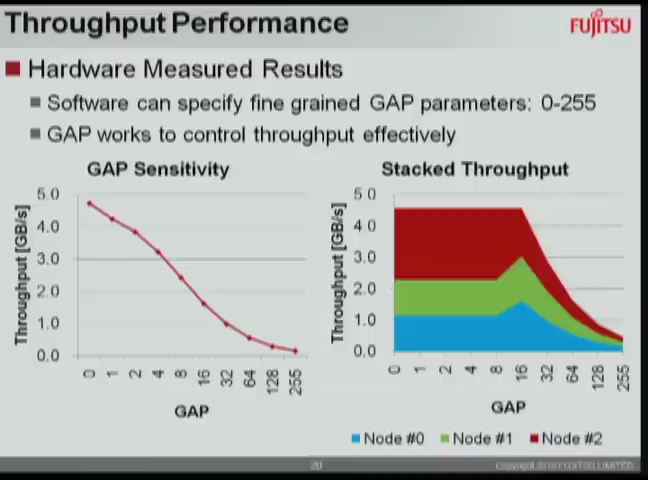 Throughput Performance
FUJITSU
Hardware Measured Results
Software can specify fine grained GAP parameters: 0-255
GAP works to control throughput effectively
GAP Sensitivity
Throughput [GB/s]
5.0
4.0
3.0
2.0
1.0
0.0
0 1 2 4 8 16 32 64 128 255
GAP
Stacked Throughput
Throughput [GB/s]
5.0
4.0
3.0
2.0
1.0
0.0
0 1 2 4 8 16 32 64 128 255
GAP
Node #0 Node #1 Node #2
20
FUJITSU LIMITED